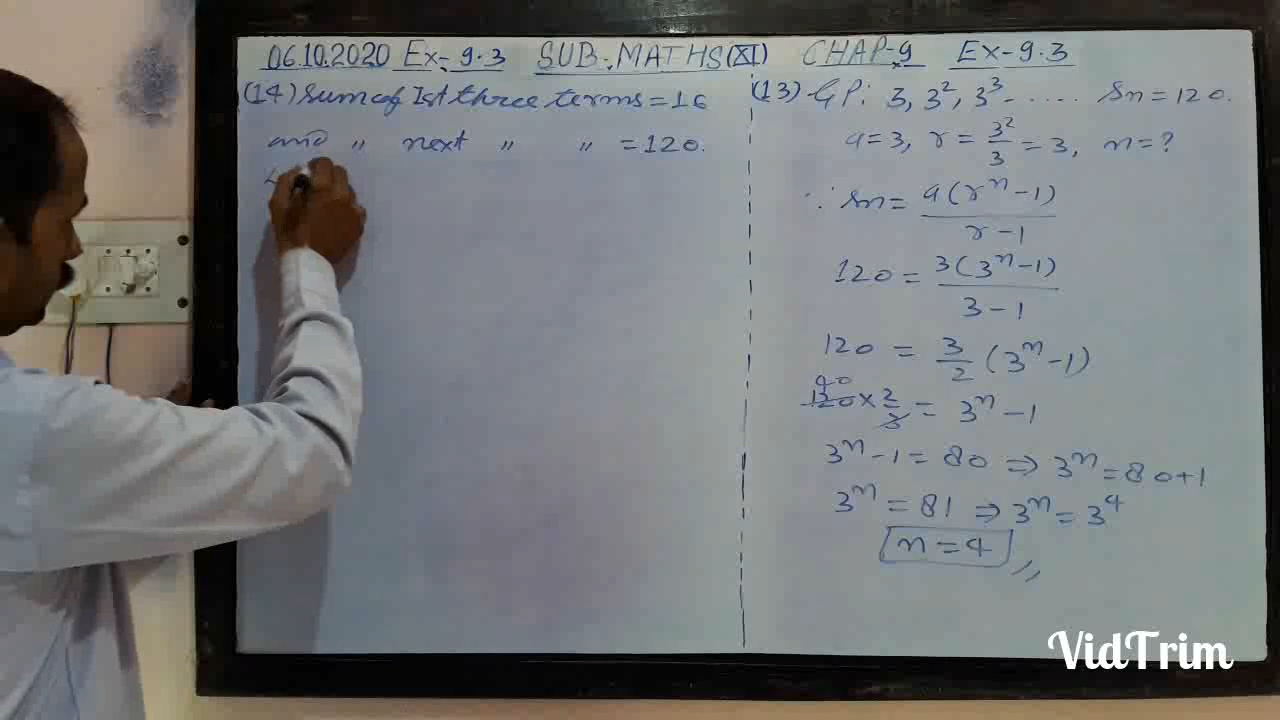 06.10.2020 Ex-9.3 SUB-MATHS(XI) CHAP-9 Ex-9.3
(14) Sum of Ist three terms = 16
and " next " " = 120.
(13) GP: 3, 3², 3³ ..... Sn = 120.
a = 3, r = 3²/3 = 3, n = ?
∵ Sn = a(rⁿ-1)/r-1
120 = 3(3ⁿ-1)/3-1
120 = 3/2 (3ⁿ-1)
40
120 × 2/3 = 3ⁿ-1
3ⁿ-1 = 80 ⇒ 3ⁿ = 80+1
3ⁿ = 81 ⇒ 3ⁿ = 3⁴
n = 4 //
VidTrim